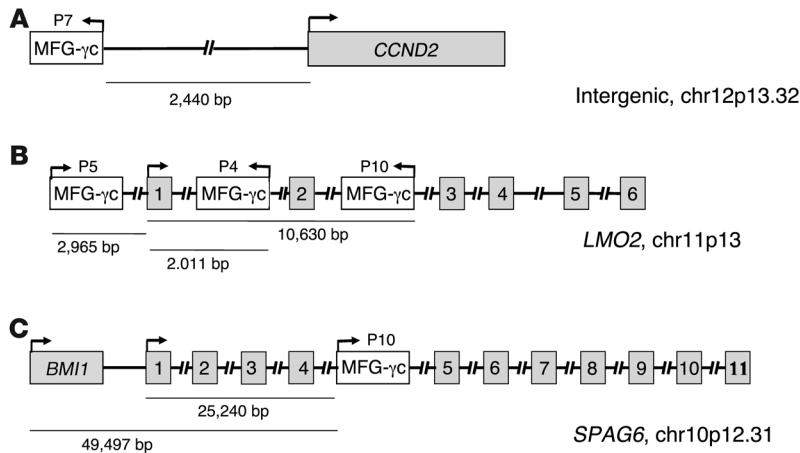 A
P7
MFG-γc
CCND2
2,440 bp
Intergenic, chr12p13.32
B
P5 P4 P10
MFG-γc 1 MFG-γc 2 MFG-γc 3 4 5 6
2,965 bp
10,630 bp
2.011 bp
LMO2, chr11p13
C
P10
BMI1 1 2 3 4 MFG-γc 5 6 7 8 9 10 11
25,240 bp
49,497 bp
SPAG6, chr10p12.31